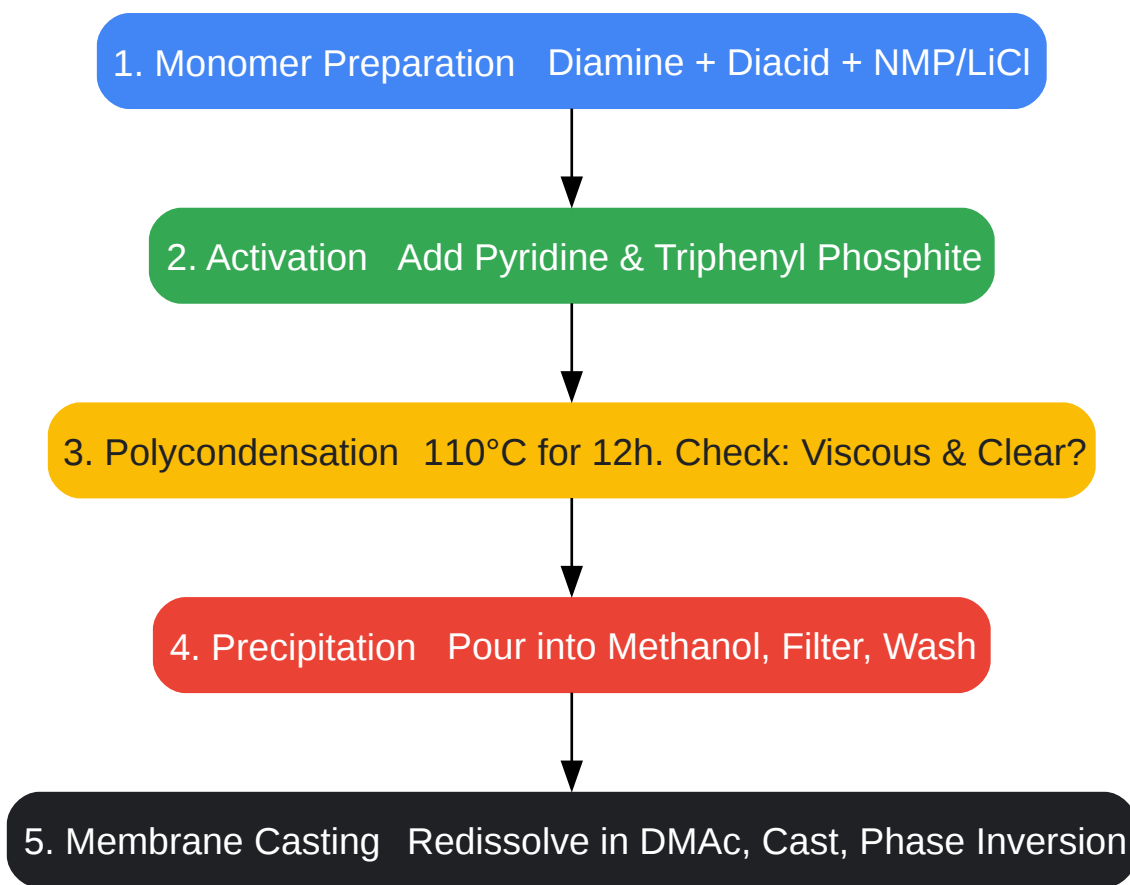 1. Monomer Preparation Diamine + Diacid + NMP/LiCl
2. Activation Add Pyridine & Triphenyl Phosphite
3. Polycondensation 110°C for 12h. Check: Viscous & Clear?
4. Precipitation Pour into Methanol, Filter, Wash
5. Membrane Casting Redissolve in DMAc, Cast, Phase Inversion